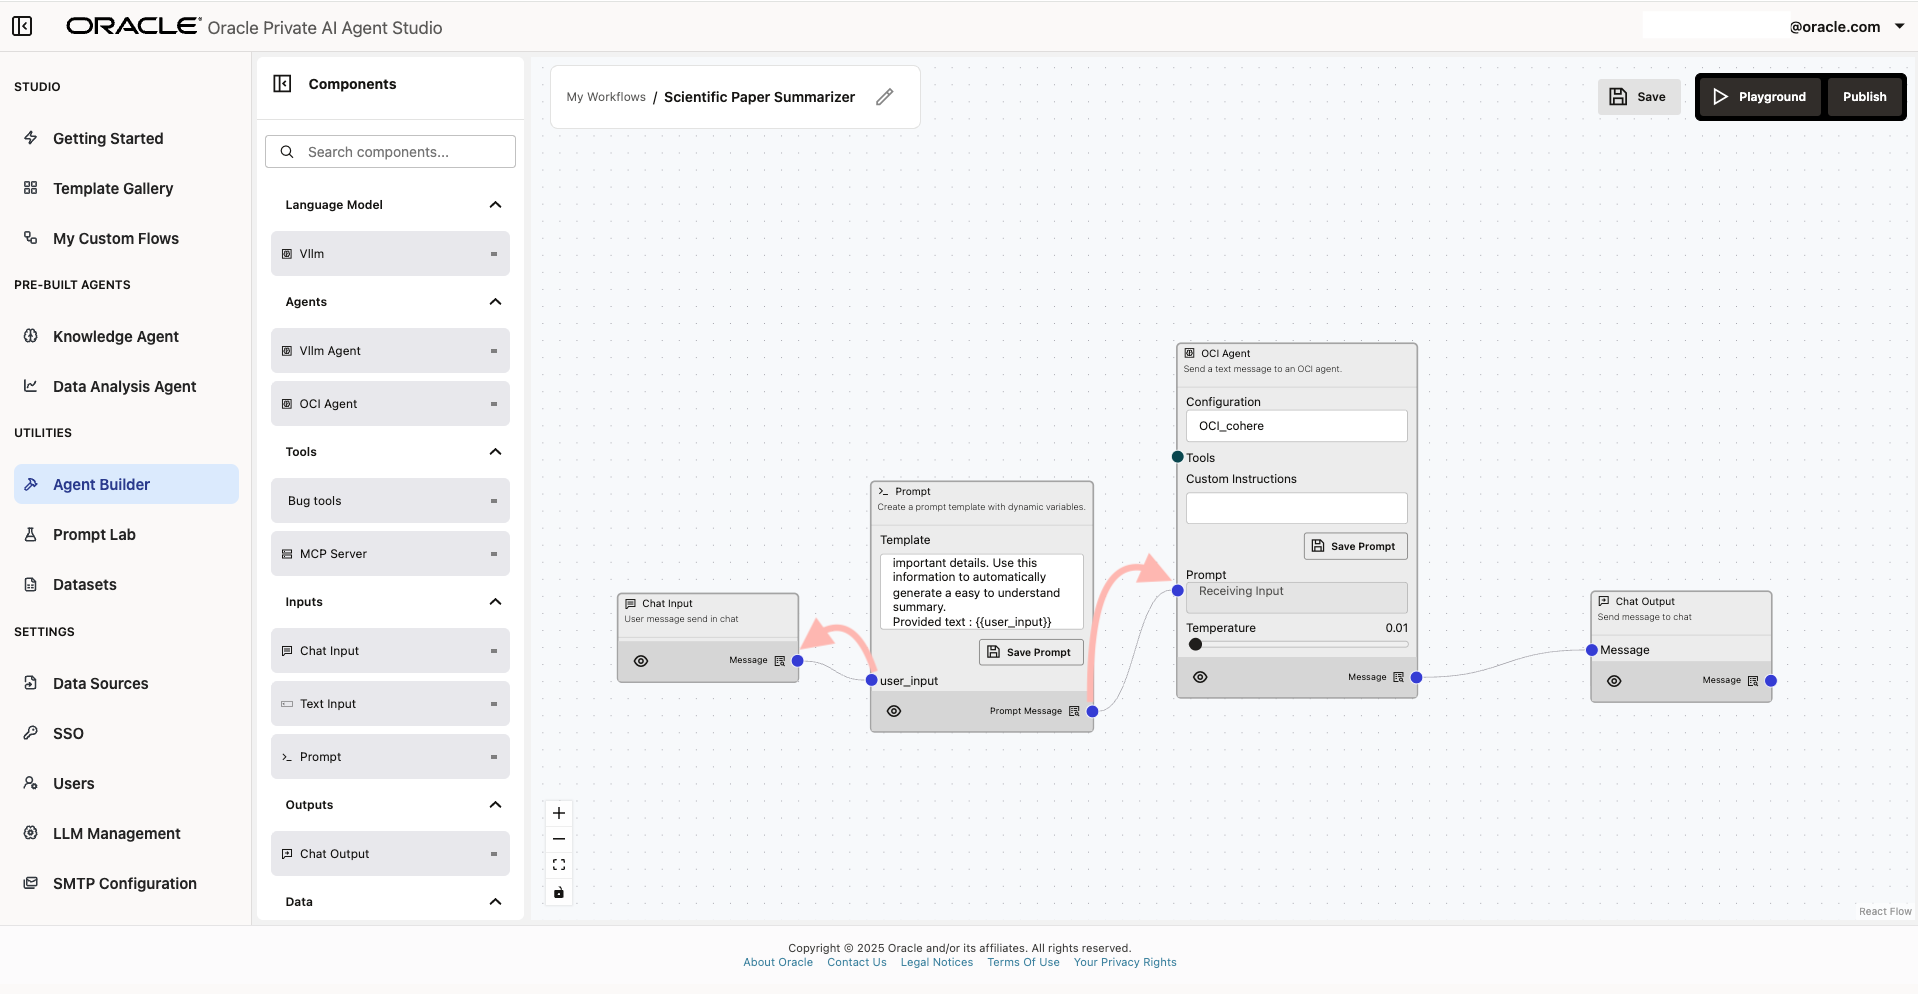 ORACLE Oracle Private AI Agent Studio
@oracle.com
STUDIO
Getting Started
Template Gallery
My Custom Flows
PRE-BUILT AGENTS
Knowledge Agent
Data Analysis Agent
UTILITIES
Agent Builder
Prompt Lab
Datasets
SETTINGS
Data Sources
SSO
Users
LLM Management
SMTP Configuration
Components
Search components...
Language Model
Vllm
Agents
Vllm Agent
OCI Agent
Tools
Bug tools
MCP Server
Inputs
Chat Input
Text Input
Prompt
Outputs
Chat Output
Data
My Workflows / Scientific Paper Summarizer
Save
Playground
Publish
Chat Input
User message send in chat
Message
Prompt
Create a prompt template with dynamic variables.
Template
important details. Use this
information to automatically
generate a easy to understand
summary.
Provided text : {{user_input}}
Save Prompt
user_input
Prompt Message
OCI Agent
Send a text message to an OCI agent.
Configuration
OCI_cohere
Tools
Custom Instructions
Save Prompt
Prompt
Receiving Input
Temperature 0.01
Message
Chat Output
Send message to chat
Message
Message
React Flow
Copyright © 2025 Oracle and/or its affiliates. All rights reserved.
About Oracle Contact Us Legal Notices Terms Of Use Your Privacy Rights